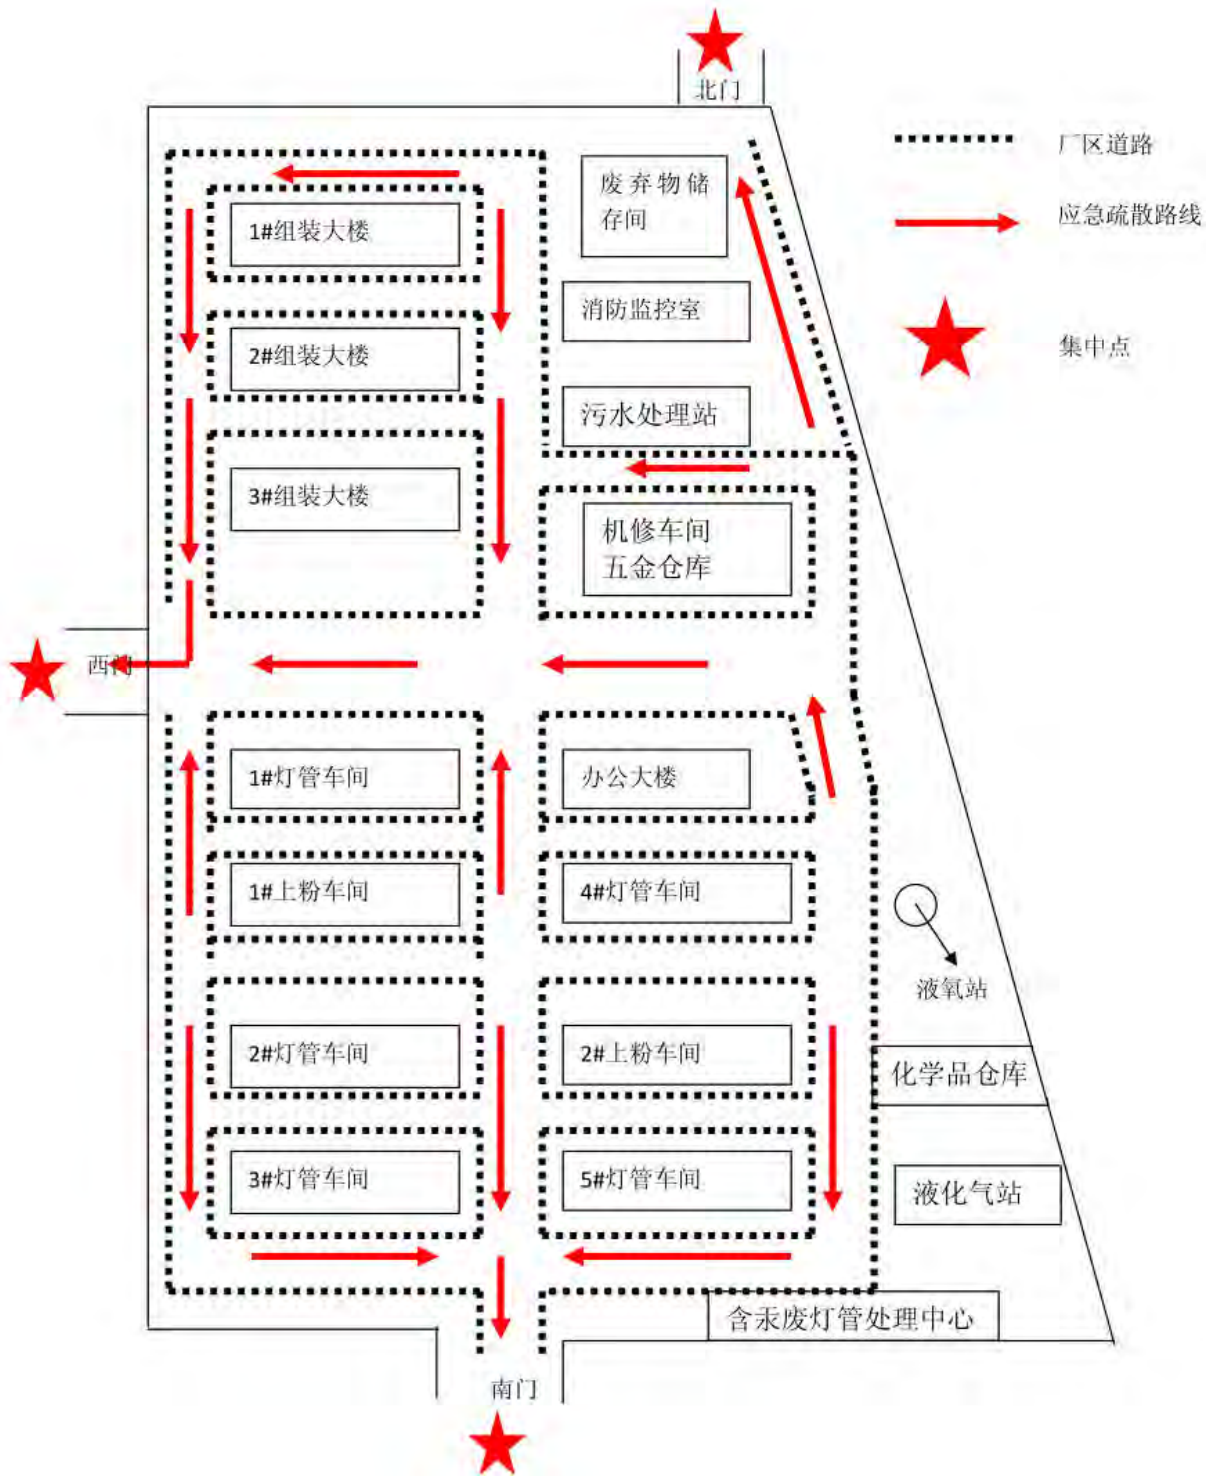 北门
厂区道路
废弃物储
存间
应急疏散路线
1#组装大楼
消防监控室
2#组装大楼
集中点
污水处理站
3#组装大楼
机修车间
五金仓库
西门
1#灯管车间
办公大楼
1#上粉车间
4#灯管车间
液氧站
2#灯管车间
2#上粉车间
化学品仓库
3#灯管车间
5#灯管车间
液化气站
含汞废灯管处理中心
南门